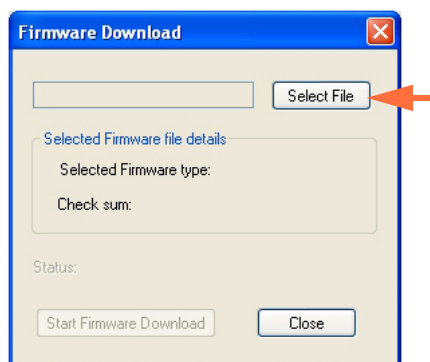 Firmware Download
Select File
Selected Firmware file details
Selected Firmware type:
Check sum:
Status:
Start Firmware Download
Close